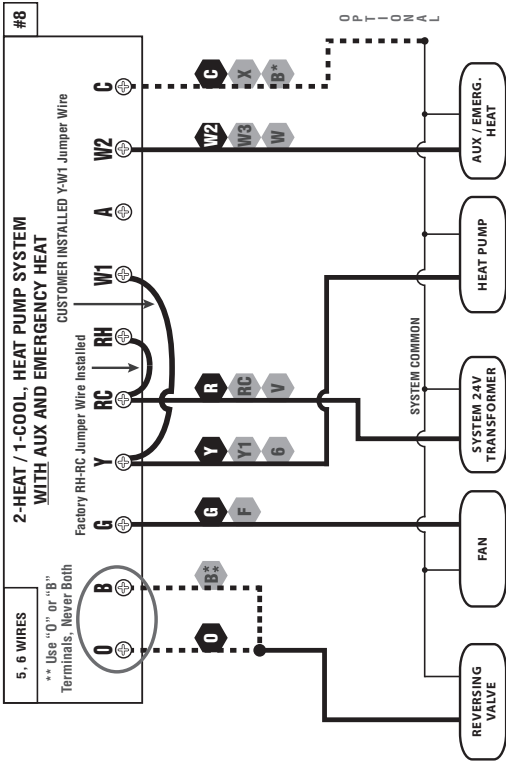 #8
2-HEAT / 1-COOL, HEAT PUMP SYSTEM
WITH AUX AND EMERGENCY HEAT
5, 6 WIRES
** Use “O” or “B”
Terminals, Never Both
Factory RH-RC Jumper Wire Installed
CUSTOMER INSTALLED Y-W1 Jumper Wire
O B G Y RC RH W1 A W2 C
O B* G Y R W2 C
F Y1 RC W3 X
6 V W B*
OPTIONAL
SYSTEM COMMON
REVERSING
VALVE
FAN
SYSTEM 24V
TRANSFORMER
HEAT PUMP
AUX / EMERG.
HEAT